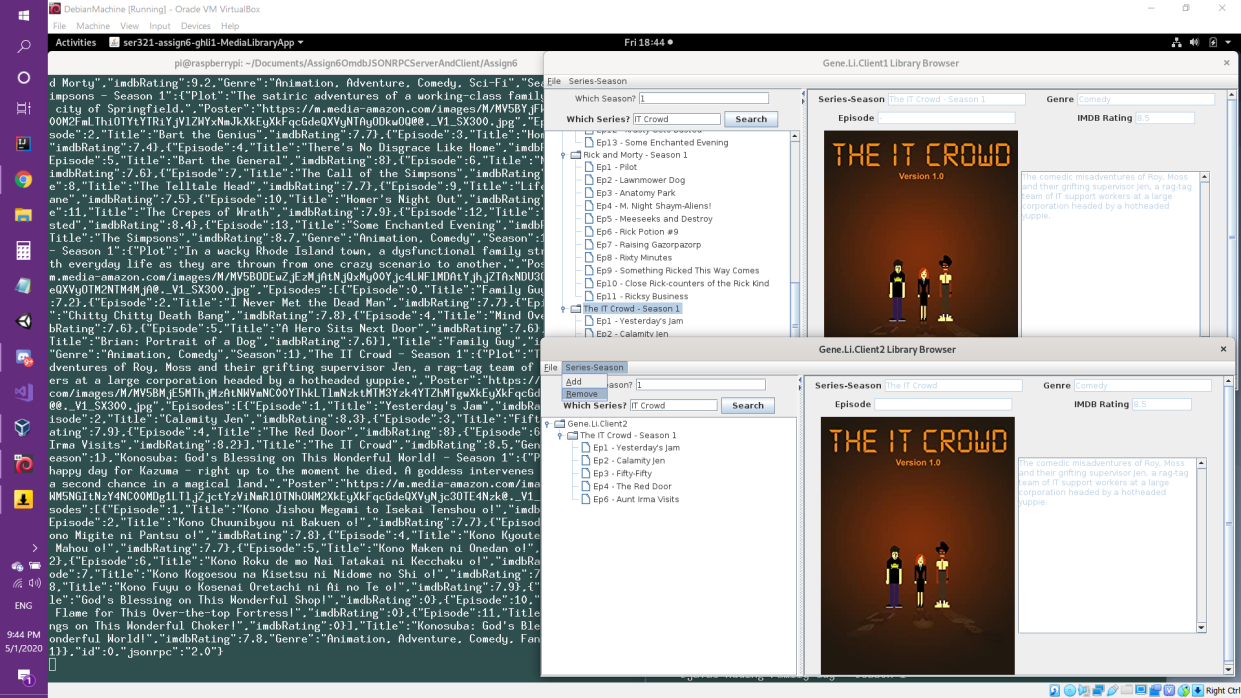 DebianMachine [Running] - Oracle VM VirtualBox
File Machine View Input Devices Help
Activities ser321-assign6-ghli1-MediaLibraryApp Fri 18:44
pi@raspberrypi: ~/Documents/Assign6OmdbJSONRPCServerAndClient/Assign6
d Morty","imdbRating":9.2,"Genre":"Animation, Adventure, Comedy, Sci-Fi","Sea
impsons - Season 1":{"Plot":"The satiric adventures of a working-class family
city of Springfield.","Poster":"https://m.media-amazon.com/images/M/
ode":2,"Title":"Bart the Genius","imdbRating":7.7},{"Episode":3,"Title":"Hom
":7.4},{"Episode":4,"Title":"There's No Disgrace Like Home","imdbRating
Episode":5,"Title":"Bart the General","imdbRating":8},{"Episode":6,"Title":"M
":7.6},{"Episode":7,"Title":"The Call of the Simpsons","imdbRating":
e":8,"Title":"The Telltale Head","imdbRating":7.7},{"Episode":9,"Title":"Life
ane","imdbRating":7.5},{"Episode":10,"Title":"Homer's Night Out","imdbRating"
e":11,"Title":"The Crepes of Wrath","imdbRating":7.9},{"Episode":12,"Title":"
sted","imdbRating":8.4},{"Episode":13,"Title":"Some Enchanted Evening","imdbR
Title":"The Simpsons","imdbRating":8.7,"Genre":"Animation, Comedy","Season":1
- Season 1":{"Plot":"In a wacky Rhode Island town, a dysfunctional family str
th everyday life as they are thrown from one crazy scenario to another.","Pos
m.media-amazon.com/images/M/
"Episodes":[{"Episode":0,"Title":"Family Guy
:7.2},{"Episode":2,"Title":"I Never Met the Dead Man","imdbRating":7.7},{"Epi
"Chitty Chitty Death Bang","imdbRating":7.8},{"Episode":4,"Title":"Mind Over
bRating":7.6},{"Episode":5,"Title":"A Hero Sits Next Door","imdbRating":7.6},
Title":"Brian: Portrait of a Dog","imdbRating":7.6}],"Title":"Family Guy","im
"Genre":"Animation, Comedy","Season":1},"The IT Crowd - Season 1":{"Plot":"T
dventures of Roy, Moss and their grifting supervisor Jen, a rag-tag team of
ers at a large corporation headed by a hotheaded yuppie.","Poster":"https://m
.media-amazon.com/images/M/
"Episodes":[{"Episode":1,"Title":"Yesterday's Jam","imdbRating
isode":2,"Title":"Calamity Jen","imdbRating":8.3},{"Episode":3,"Title":"Fift
ating":7.9},{"Episode":4,"Title":"The Red Door","imdbRating":8},{"Episode":6,
Irma Visits","imdbRating":8.2}],"Title":"The IT Crowd","imdbRating":8.5,"Gen
eason":1},"Konosuba: God's Blessing on This Wonderful World! - Season 1":{"P
happy day for Kazuma - right up to the moment he died. A goddess intervenes
a second chance in a magical land.","Poster":"https://m.media-amazon.com/imag
sodes":[{"Episode":1,"Title":"Kono Jishou Megami to Isekai Tenshou o!","imdb
Episode":2,"Title":"Kono Chuunibyou ni Bakuen o!","imdbRating":7.7},{"Episod
ono Migite ni Pantsu o!","imdbRating":7.8},{"Episode":4,"Title":"Kono Kyoute
Mahou o!","imdbRating":7.7},{"Episode":5,"Title":"Kono Maken ni Onedan o!","
2},{"Episode":6,"Title":"Kono Roku de mo Nai Tatakai ni Kecchaku o!","imdbRa
ode":7,"Title":"Kono Kogoesou na Kisetsu ni Nidome no Shi o!","imdbRating":7
8,"Title":"Kono Fuyu o Kosenai Oretachi ni Ai no Te o!","imdbRating":7.9},{
le":"God's Blessing on This Wonderful Shop!","imdbRating":0},{"Episode":10,"
Flame for This Over-the-top Fortress!","imdbRating":0},{"Episode":11,"Title
ngs on This Wonderful Choker!","imdbRating":0}],"Title":"Konosuba: God's Ble
onderful World!","imdbRating":7.8,"Genre":"Animation, Adventure, Comedy, Fan
1}},"id":0,"jsonrpc":"2.0"}
Gene.Li.Client1 Library Browser
File Series-Season
Which Season? 1
Which Series? IT Crowd Search
Ep13 - Some Enchanted Evening
Rick and Morty - Season 1
Ep1 - Pilot
Ep2 - Lawnmower Dog
Ep3 - Anatomy Park
Ep4 - M. Night Shaym-Aliens!
Ep5 - Meeseeks and Destroy
Ep6 - Rick Potion #9
Ep7 - Raising Gazorpazorp
Ep8 - Rixty Minutes
Ep9 - Something Ricked This Way Comes
Ep10 - Close Rick-counters of the Rick Kind
Ep11 - Ricksy Business
The IT Crowd - Season 1
Ep1 - Yesterday's Jam
Ep2 - Calamity Jen
Series-Season The IT Crowd - Season 1 Genre Comedy
Episode - IMDB Rating 8.5
THE IT CROWD
Version 1.0
The comedic misadventures of Roy, Moss
and their grifting supervisor Jen, a rag-tag
team of IT support workers at a large
corporation headed by a hotheaded
yuppie.
Gene.Li.Client2 Library Browser
File Series-Season
Add
Remove
ason? 1
Which Series? IT Crowd Search
Gene.Li.Client2
The IT Crowd - Season 1
Ep1 - Yesterday's Jam
Ep2 - Calamity Jen
Ep3 - Fifty-Fifty
Ep4 - The Red Door
Ep6 - Aunt Irma Visits
Series-Season The IT Crowd Genre Comedy
Episode IMDB Rating 8.5
THE IT CROWD
Version 1.0
The comedic misadventures of Roy, Moss
and their grifting supervisor Jen, a rag-tag
team of IT support workers at a large
corporation headed by a hotheaded
yuppie.
ENG
9:44 PM
5/1/2020
Right Ctrl